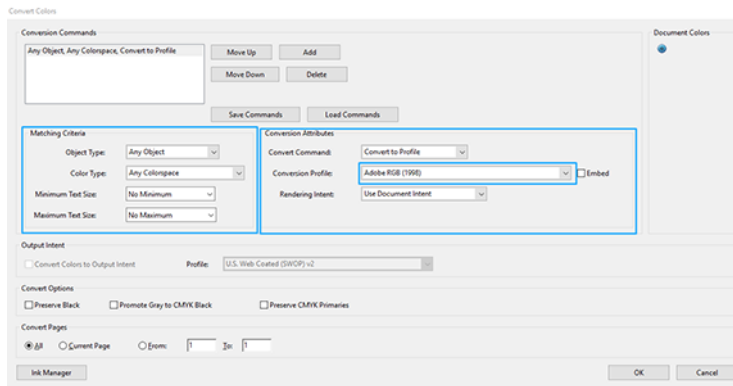 Convert Colors
Conversion Commands
Document Colors
Any Object, Any Colorspace, Convert to Profile
Move Up
Add
Move Down
Delete
Save Commands
Load Commands
Matching Criteria
Conversion Attributes
Object Type: Any Object
Convert Command: Convert to Profile
Color Type: Any Colorspace
Conversion Profile: Adobe RGB (1998)
Embed
Minimum Text Size: No Minimum
Rendering Intent: Use Document Intent
Maximum Text Size: No Maximum
Output Intent
Convert Colors to Output Intent
Profile: U.S. Web Coated (SWOP) v2
Convert Options
Preserve Black
Promote Gray to CMYK Black
Preserve CMYK Primaries
Convert Pages
All
Current Page
From: 1
To: 1
Ink Manager
OK
Cancel